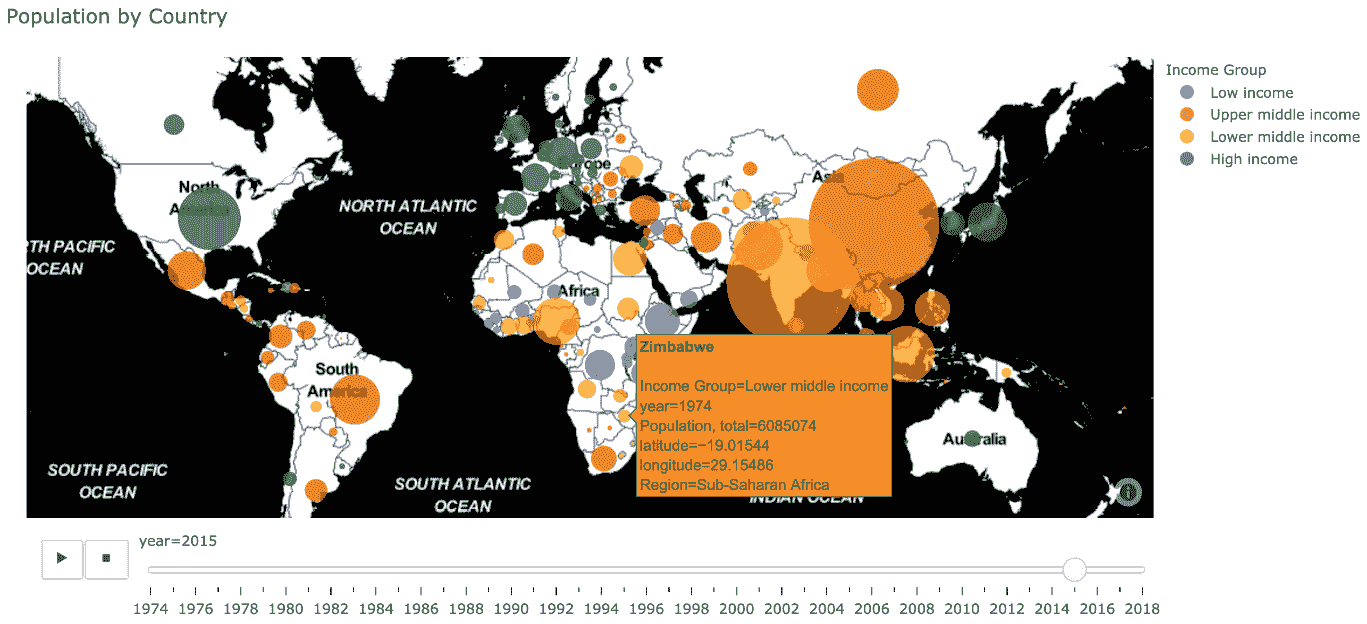 Population by Country
Income Group
Low income
Upper middle income
Lower middle income
High income
North
America
Europe
Asia
NORTH ATLANTIC
OCEAN
TH PACIFIC
OCEAN
Africa
South
America
Zimbabwe
Income Group=Lower middle income
year=1974
Population, total=6085074
latitude=−19.01544
longitude=29.15486
Region=Sub-Saharan Africa
Australia
SOUTH PACIFIC
OCEAN
SOUTH ATLANTIC
OCEAN
INDIAN OCEAN
year=2015
1974 1976 1978 1980 1982 1984 1986 1988 1990 1992 1994 1996 1998 2000 2002 2004 2006 2008 2010 2012 2014 2016 2018